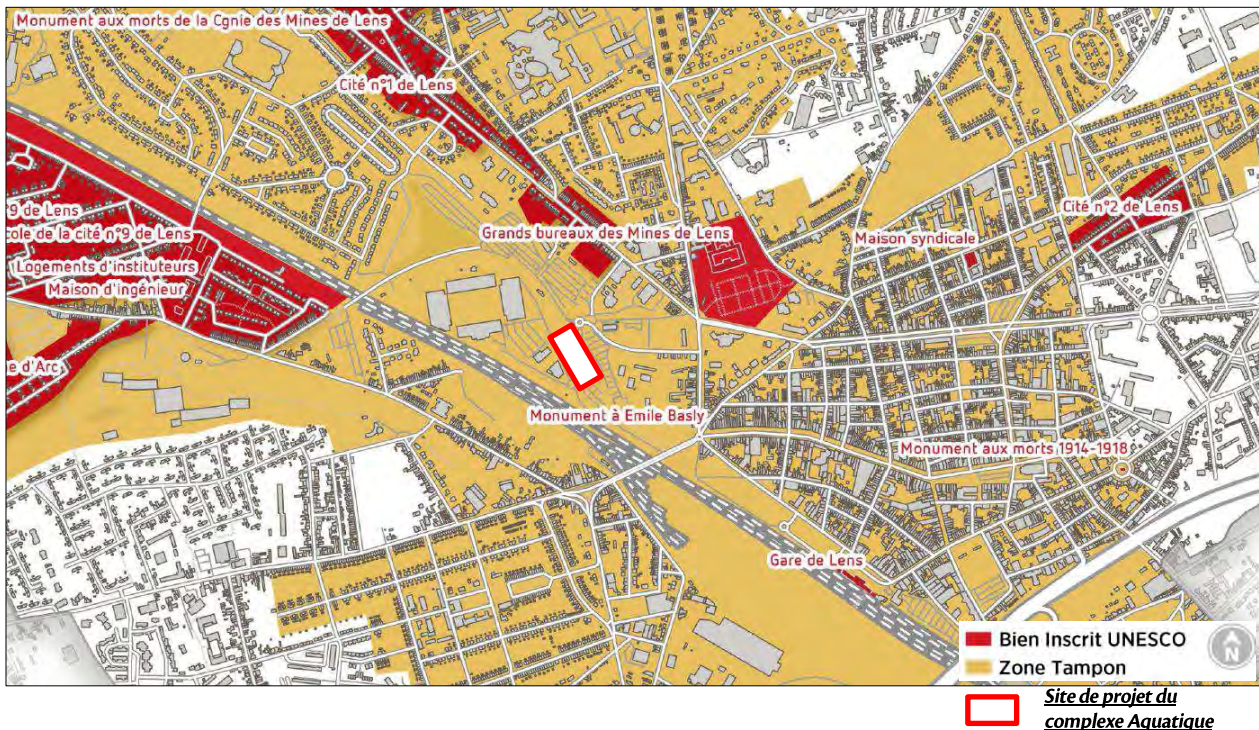 Monument aux morts de la Cgnie des Mines de Lens
Cité n°1 de Lens
9 de Lens
cole de la cité n°9 de Lens
Logements d'instituteurs
Maison d'ingénieur
Grands bureaux des Mines de Lens
Maison syndicale
Cité n°2 de Lens
e d'Arc
Monument à Emile Basly
Monument aux morts 1914-1918
Gare de Lens
Bien Inscrit UNESCO
Zone Tampon
N
Site de projet du
complexe Aquatique